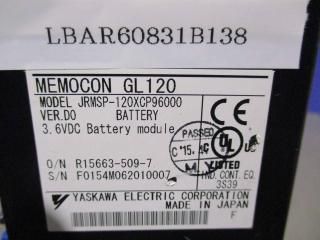 LBAR60831B138
MEMOCON GL120
MODEL JRMSP-120XCP96000
VER.D0 BATTERY
3.6VDC Battery module
PASSED
C '15.
M Y
C UL
LISTED
IND. CONT. EQ.
3S39
O/N R15663-509-7
S/N F0154M062010007
YASKAWA ELECTRIC CORPORATION
MADE IN JAPAN
F